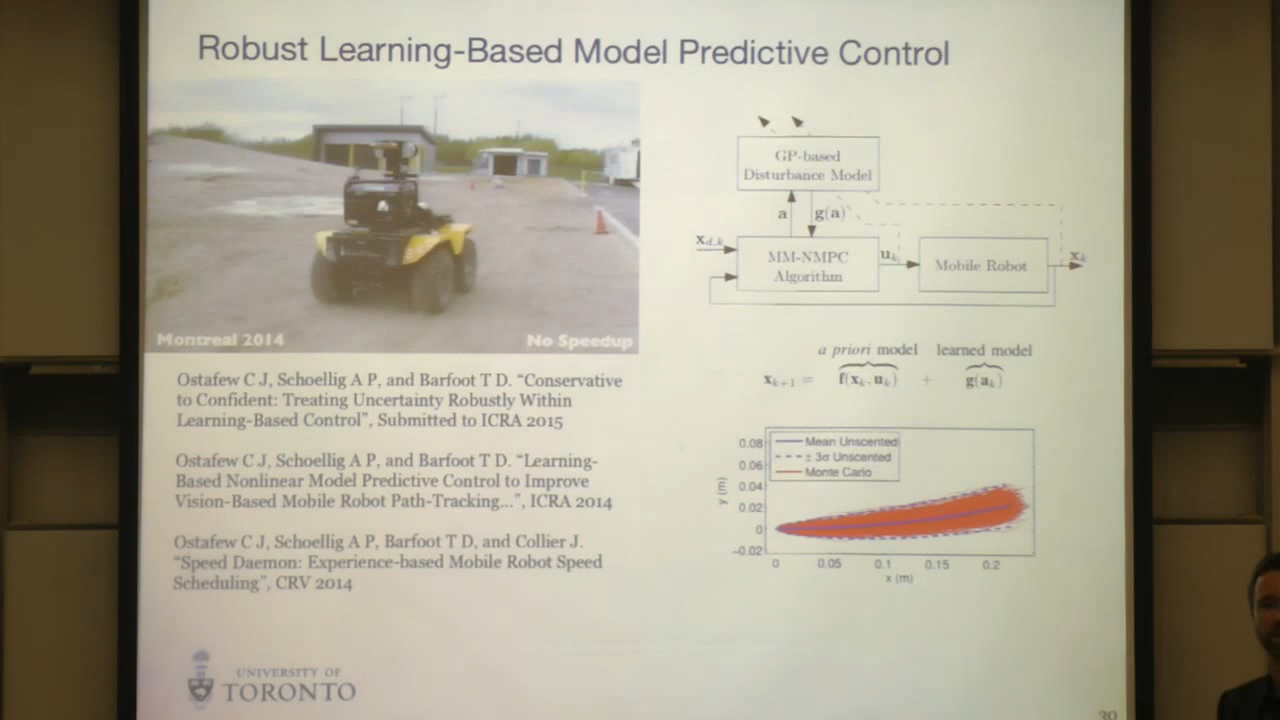 Robust Learning-Based Model Predictive Control
Montreal 2014
No Speedup
Ostafew C J, Schoellig A P, and Barfoot T D. “Conservative
to Confident: Treating Uncertainty Robustly Within
Learning-Based Control”, Submitted to ICRA 2015
Ostafew C J, Schoellig A P, and Barfoot T D. “Learning-
Based Nonlinear Model Predictive Control to Improve
Vision-Based Mobile Robot Path-Tracking...”, ICRA 2014
Ostafew C J, Schoellig A P, Barfoot T D, and Collier J.
“Speed Daemon: Experience-based Mobile Robot Speed
Scheduling”, CRV 2014
UNIVERSITY OF
TORONTO
GP-based
Disturbance Model
a
g(a)
x_{d,k}
MM-NMPC
Algorithm
u_k
Mobile Robot
x_k
a priori model learned model
x_{k+1} = f(x_k, u_k) + g(a_k)
Mean Unscented
± 3σ Unscented
Monte Carlo
0.08
0.06
0.04
0.02
0
−0.02
y (m)
0 0.05 0.1 0.15 0.2
x (m)
30